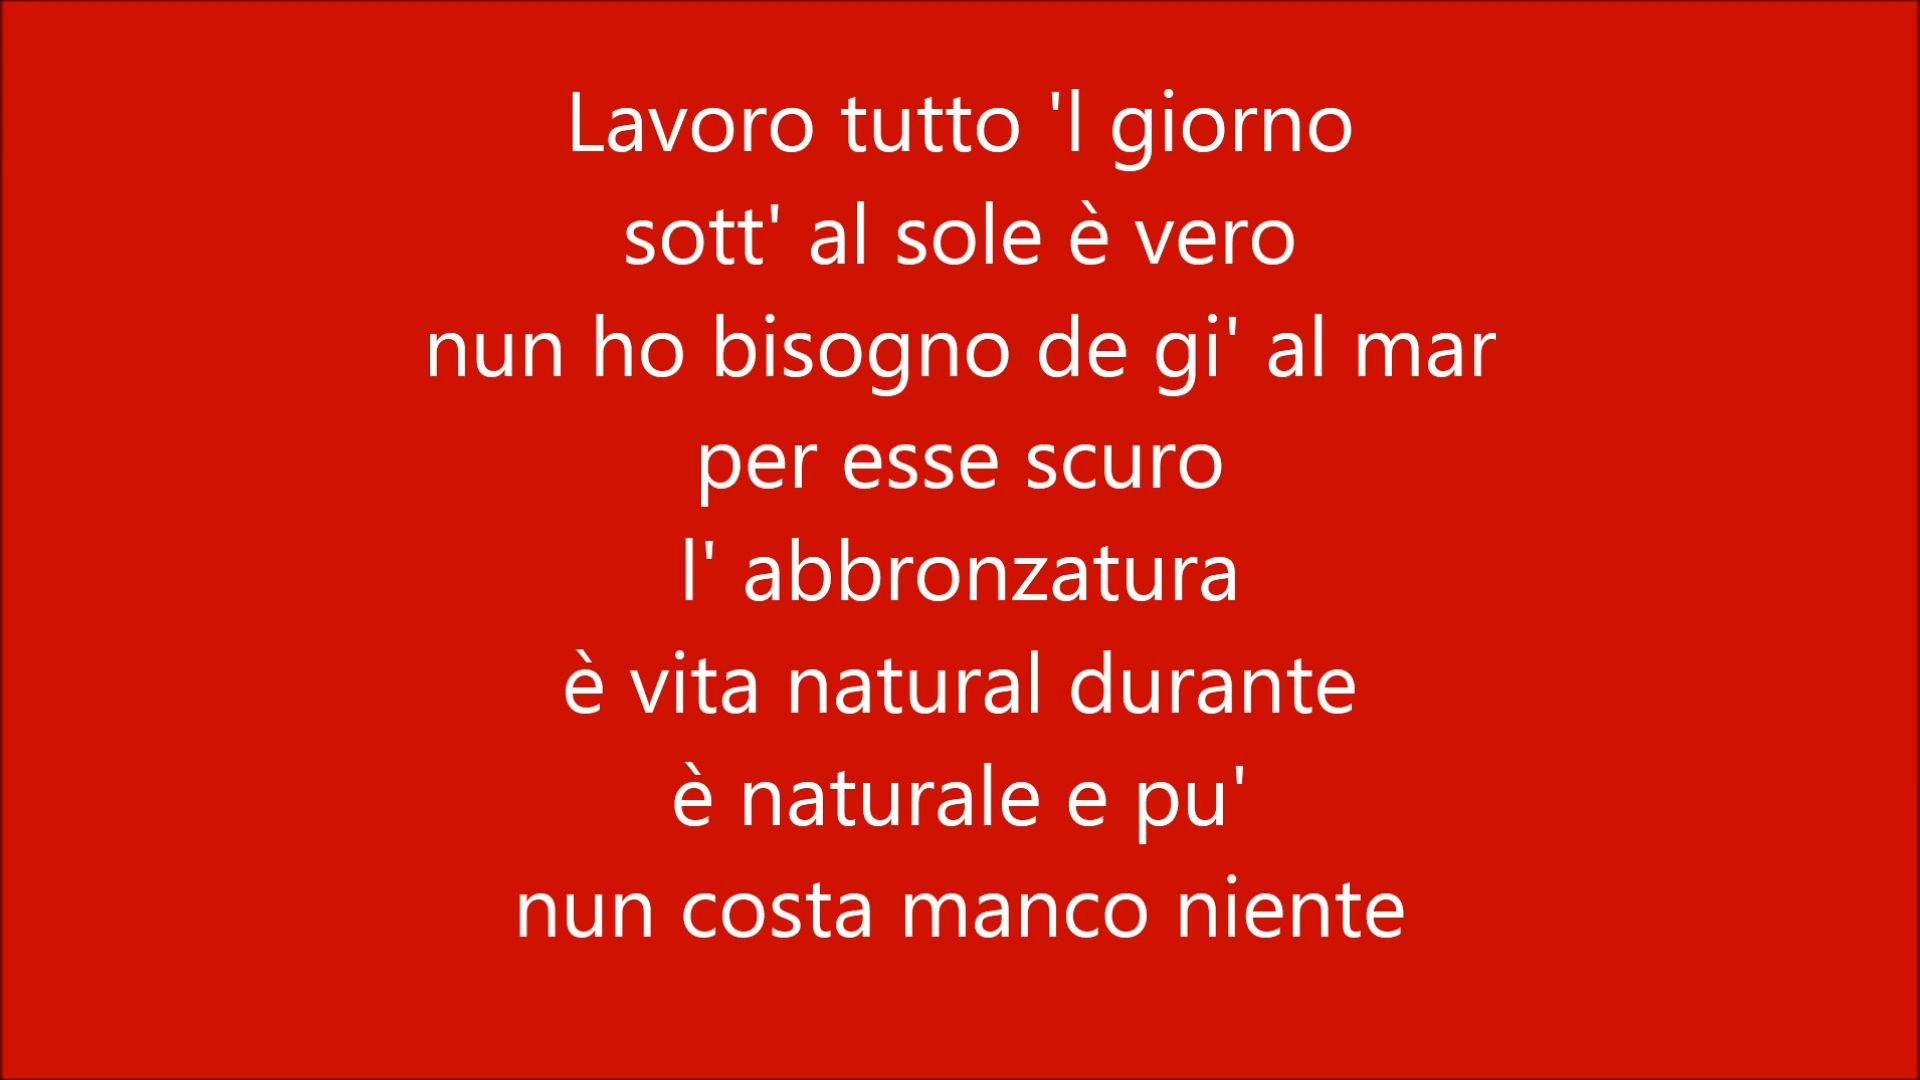 Lavoro tutto 'l giorno
sott' al sole è vero
nun ho bisogno de gi' al mar
per esse scuro
l' abbronzatura
è vita natural durante
è naturale e pu'
nun costa manco niente